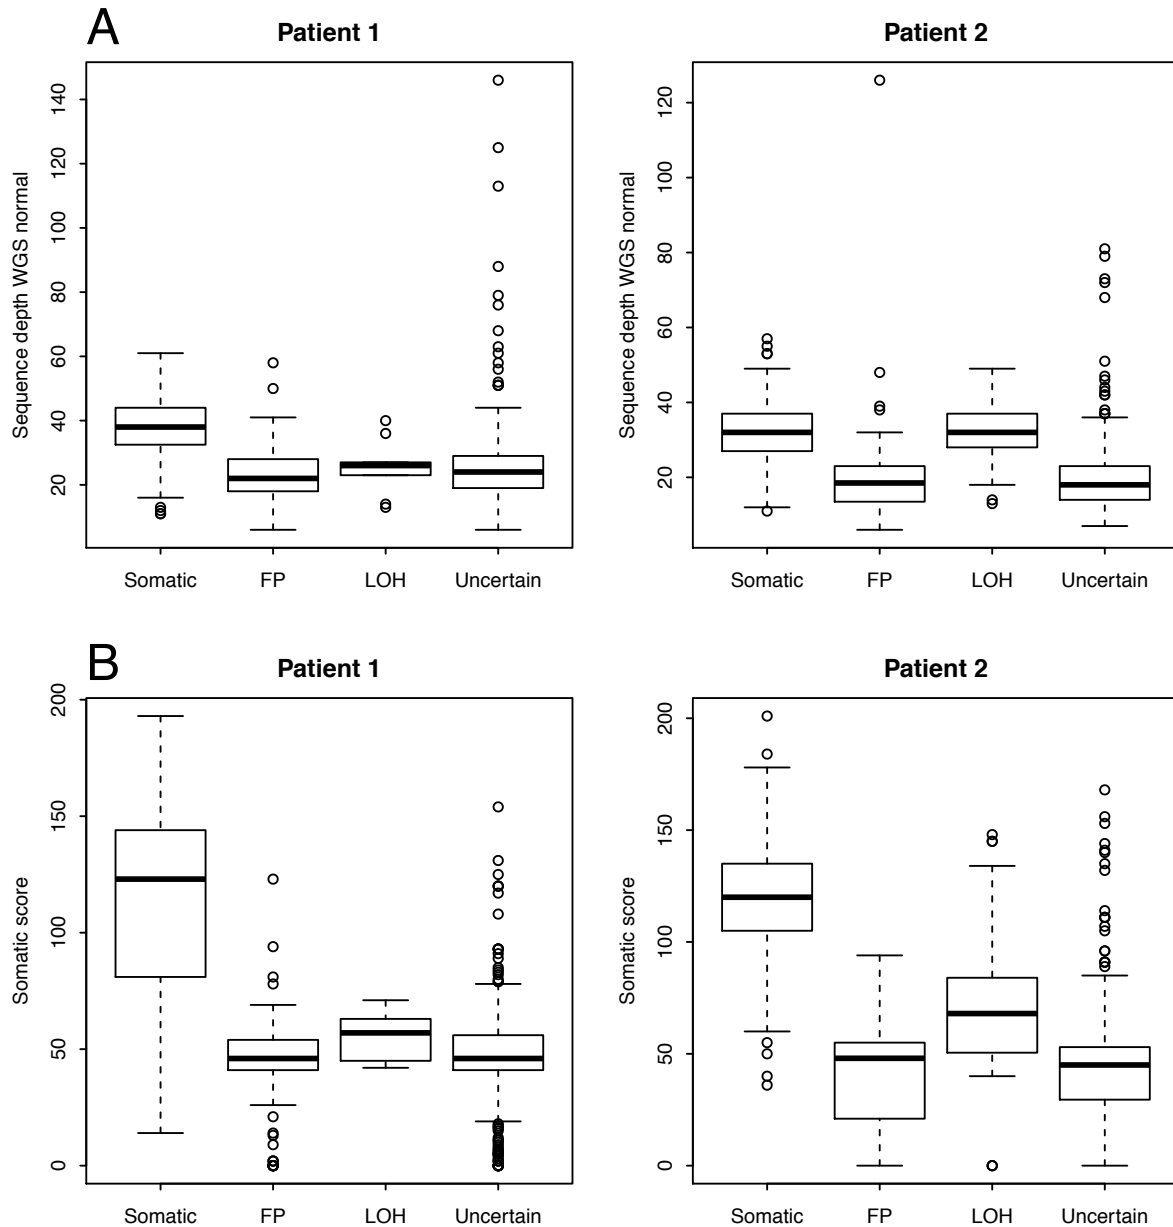 A
Patient 1
Patient 2
Sequence depth WGS normal
20 40 60 80 100 120 140
Somatic FP LOH Uncertain
Sequence depth WGS normal
20 40 60 80 100 120
Somatic FP LOH Uncertain
B
Patient 1
Patient 2
Somatic score
0 50 100 150 200
Somatic FP LOH Uncertain
Somatic score
0 50 100 150 200
Somatic FP LOH Uncertain